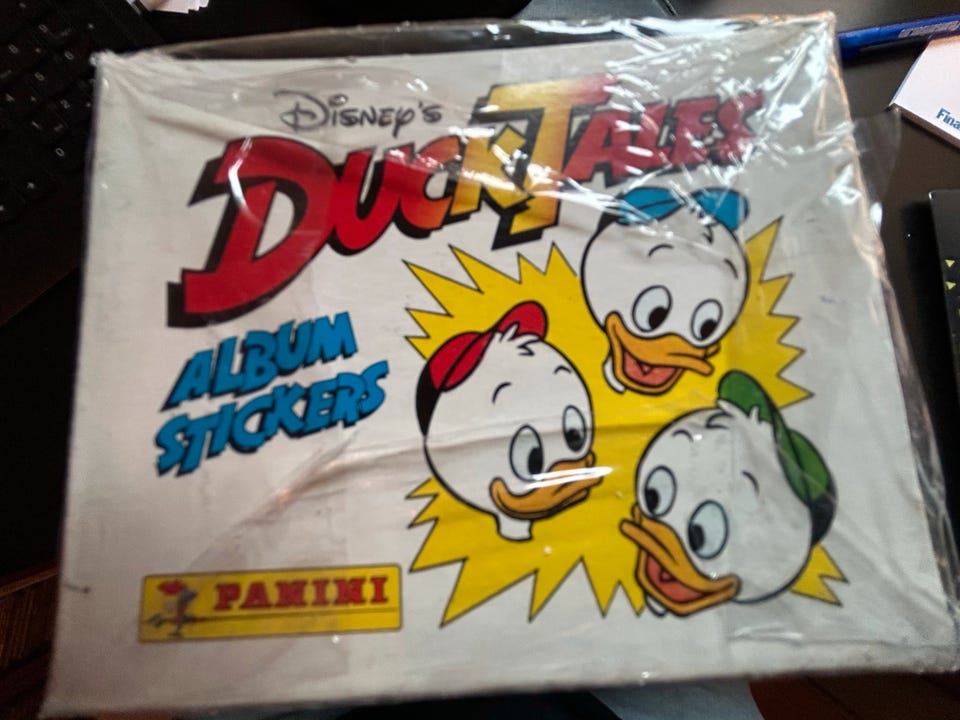 Disney's
DUCKTALES
ALBUM
STICKERS
PANINI